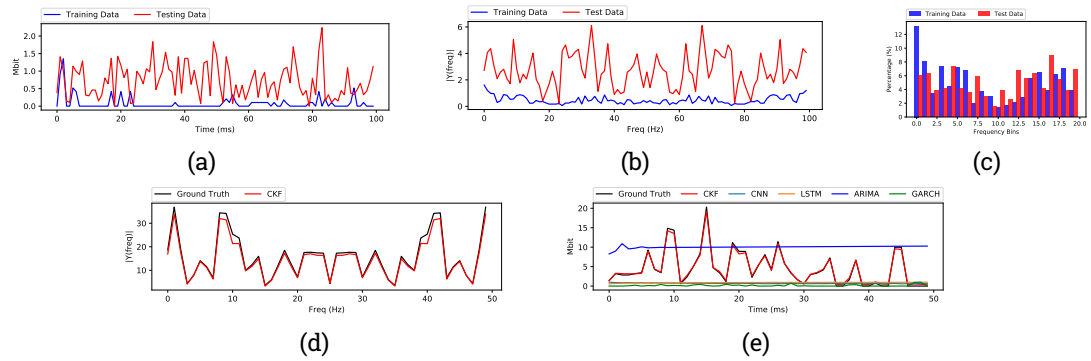 Training Data Testing Data
Mbit
2.0
1.5
1.0
0.5
0.0
0 20 40 60 80 100
Time (ms)
(a)
Training Data Test Data
|Y(freq)|
6
4
2
0
0 20 40 60 80 100
Freq (Hz)
(b)
Training Data Test Data
Percentage (%)
12
10
8
6
4
2
0
0.0 2.5 5.0 7.5 10.0 12.5 15.0 17.5 20.0
Frequency Bins
(c)
Ground Truth CKF
|Y(freq)|
30
20
10
0 10 20 30 40 50
Freq (Hz)
(d)
Ground Truth CKF CNN LSTM ARIMA GARCH
Mbit
20
15
10
5
0
0 10 20 30 40 50
Time (ms)
(e)